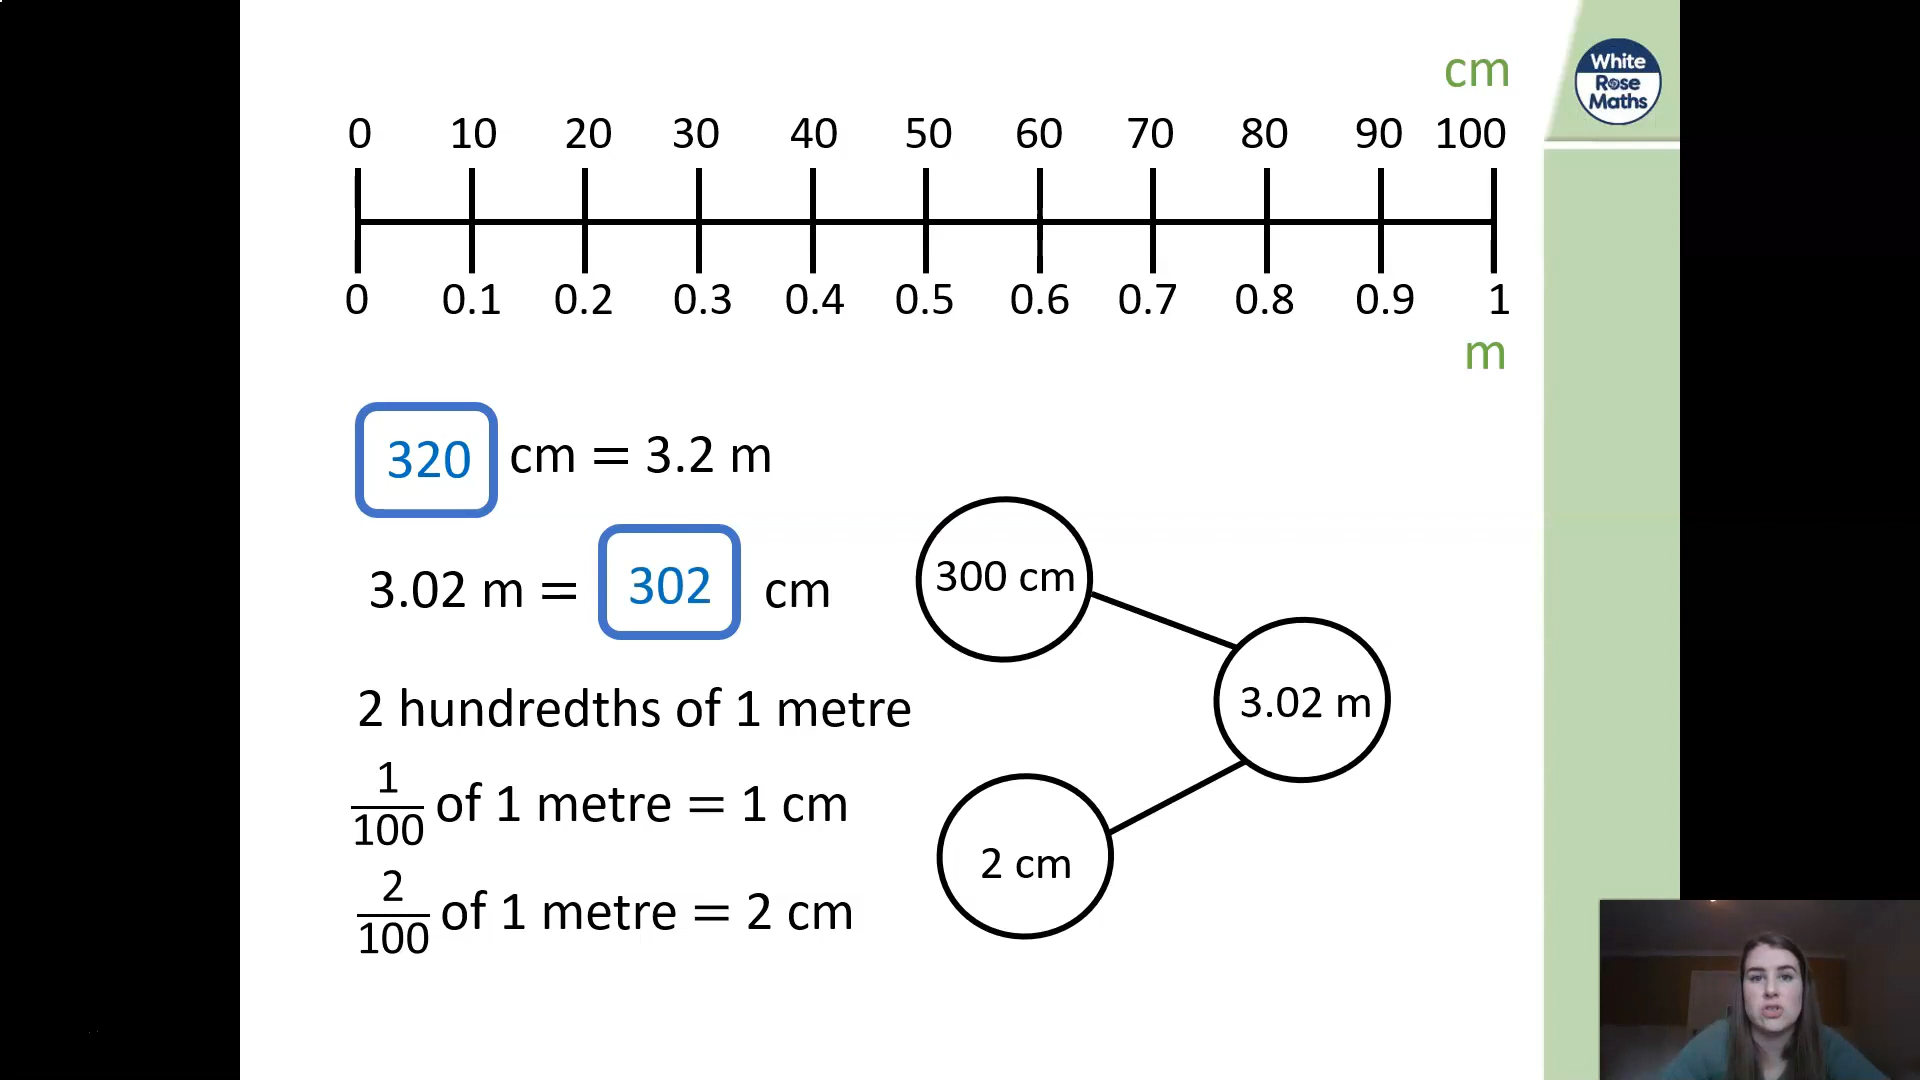 cm
White
Rose
Maths
0 10 20 30 40 50 60 70 80 90 100
0 0.1 0.2 0.3 0.4 0.5 0.6 0.7 0.8 0.9 1
m
320 cm = 3.2 m
3.02 m = 302 cm
300 cm
3.02 m
2 cm
2 hundredths of 1 metre
1/100 of 1 metre = 1 cm
2/100 of 1 metre = 2 cm